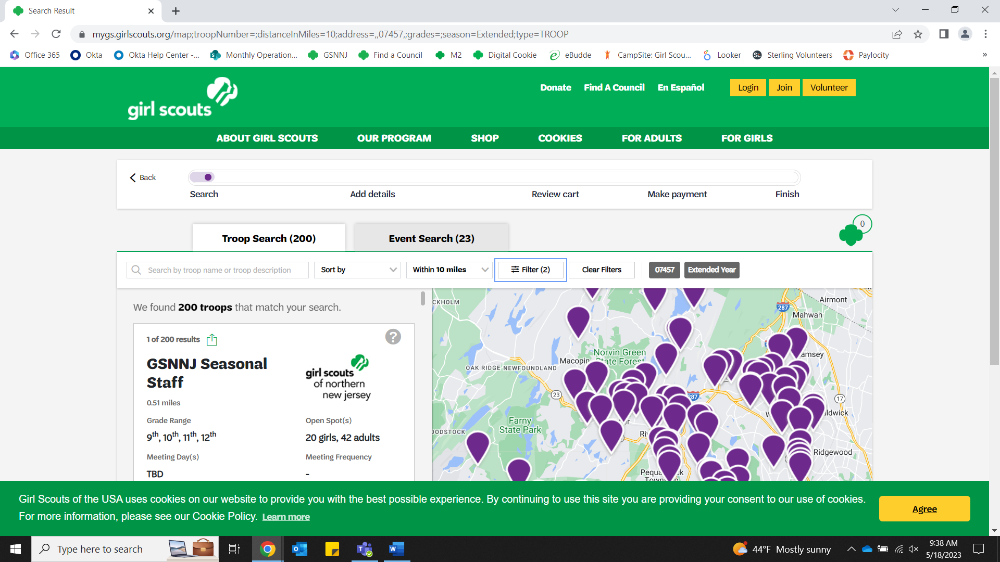 Search Result
mygs.girlscouts.org/map;troopNumber=;distanceInMiles=10;address=,,07457,;grades=;season=Extended;type=TROOP
Office 365 Okta Okta Help Center -... Monthly Operation... GSNNJ Find a Council M2 Digital Cookie eBudde CampSite: Girl Scou... Looker Sterling Volunteers Paylocity »
girl scouts
Donate Find A Council En Español Login Join Volunteer
ABOUT GIRL SCOUTS OUR PROGRAM SHOP COOKIES FOR ADULTS FOR GIRLS
Back
Search Add details Review cart Make payment Finish
0
Troop Search (200) Event Search (23)
Search by troop name or troop description Sort by Within 10 miles Filter (2) Clear Filters 07457 Extended Year
We found 200 troops that match your search.
1 of 200 results ?
GSNNJ Seasonal
Staff
girl scouts
of northern
new jersey
0.51 miles
Grade Range Open Spot(s)
9th, 10th, 11th, 12th 20 girls, 42 adults
Meeting Day(s) Meeting Frequency
TBD -
CKHOLM
Airmont
287
Mahwah
Norvin Green
State Forest
Macopin
amsey
OAK RIDGE NEWFOUNDLAND
23
287
17
ldwick
Farny
State Park
OODSTOCK
Ridgewood
Girl Scouts of the USA uses cookies on our website to provide you with the best possible experience. By continuing to use this site you are providing your consent to our use of cookies.
For more information, please see our Cookie Policy. Learn more
Agree
Type here to search
44°F Mostly sunny
9:38 AM
5/18/2023